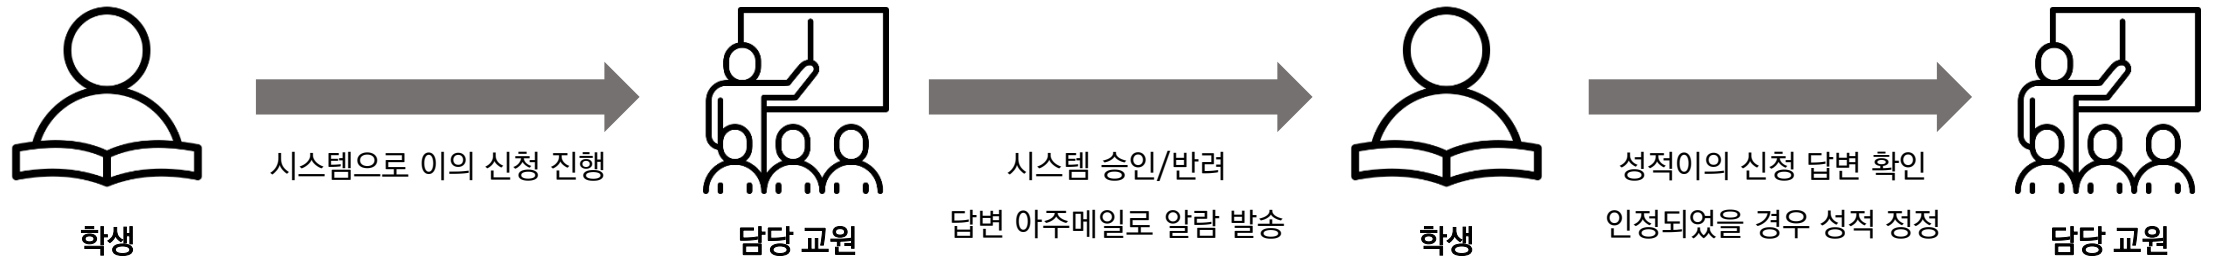 시스템으로 이의 신청 진행
학생
담당 교원
시스템 승인/반려
답변 아주메일로 알람 발송
학생
성적이의 신청 답변 확인
인정되었을 경우 성적 정정
담당 교원